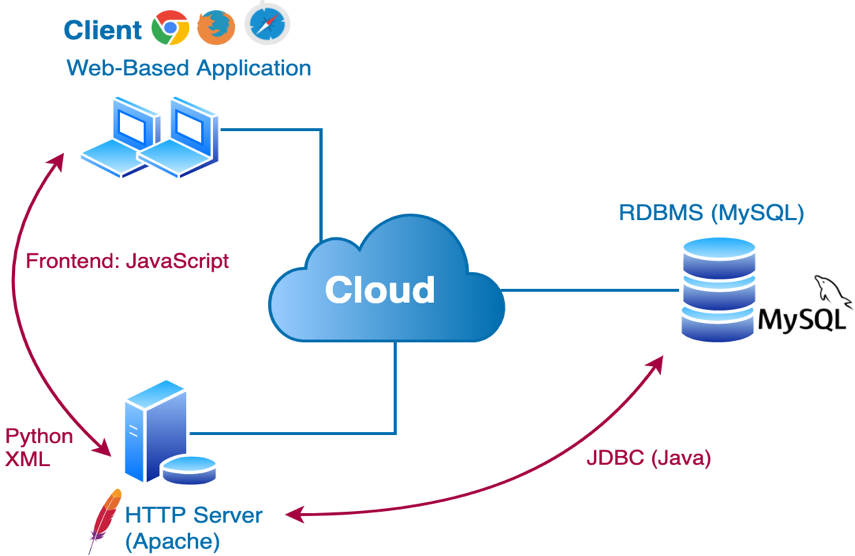 Client
Web-Based Application
RDBMS (MySQL)
Frontend: JavaScript
Cloud
MySQL
Python
XML
JDBC (Java)
HTTP Server
(Apache)